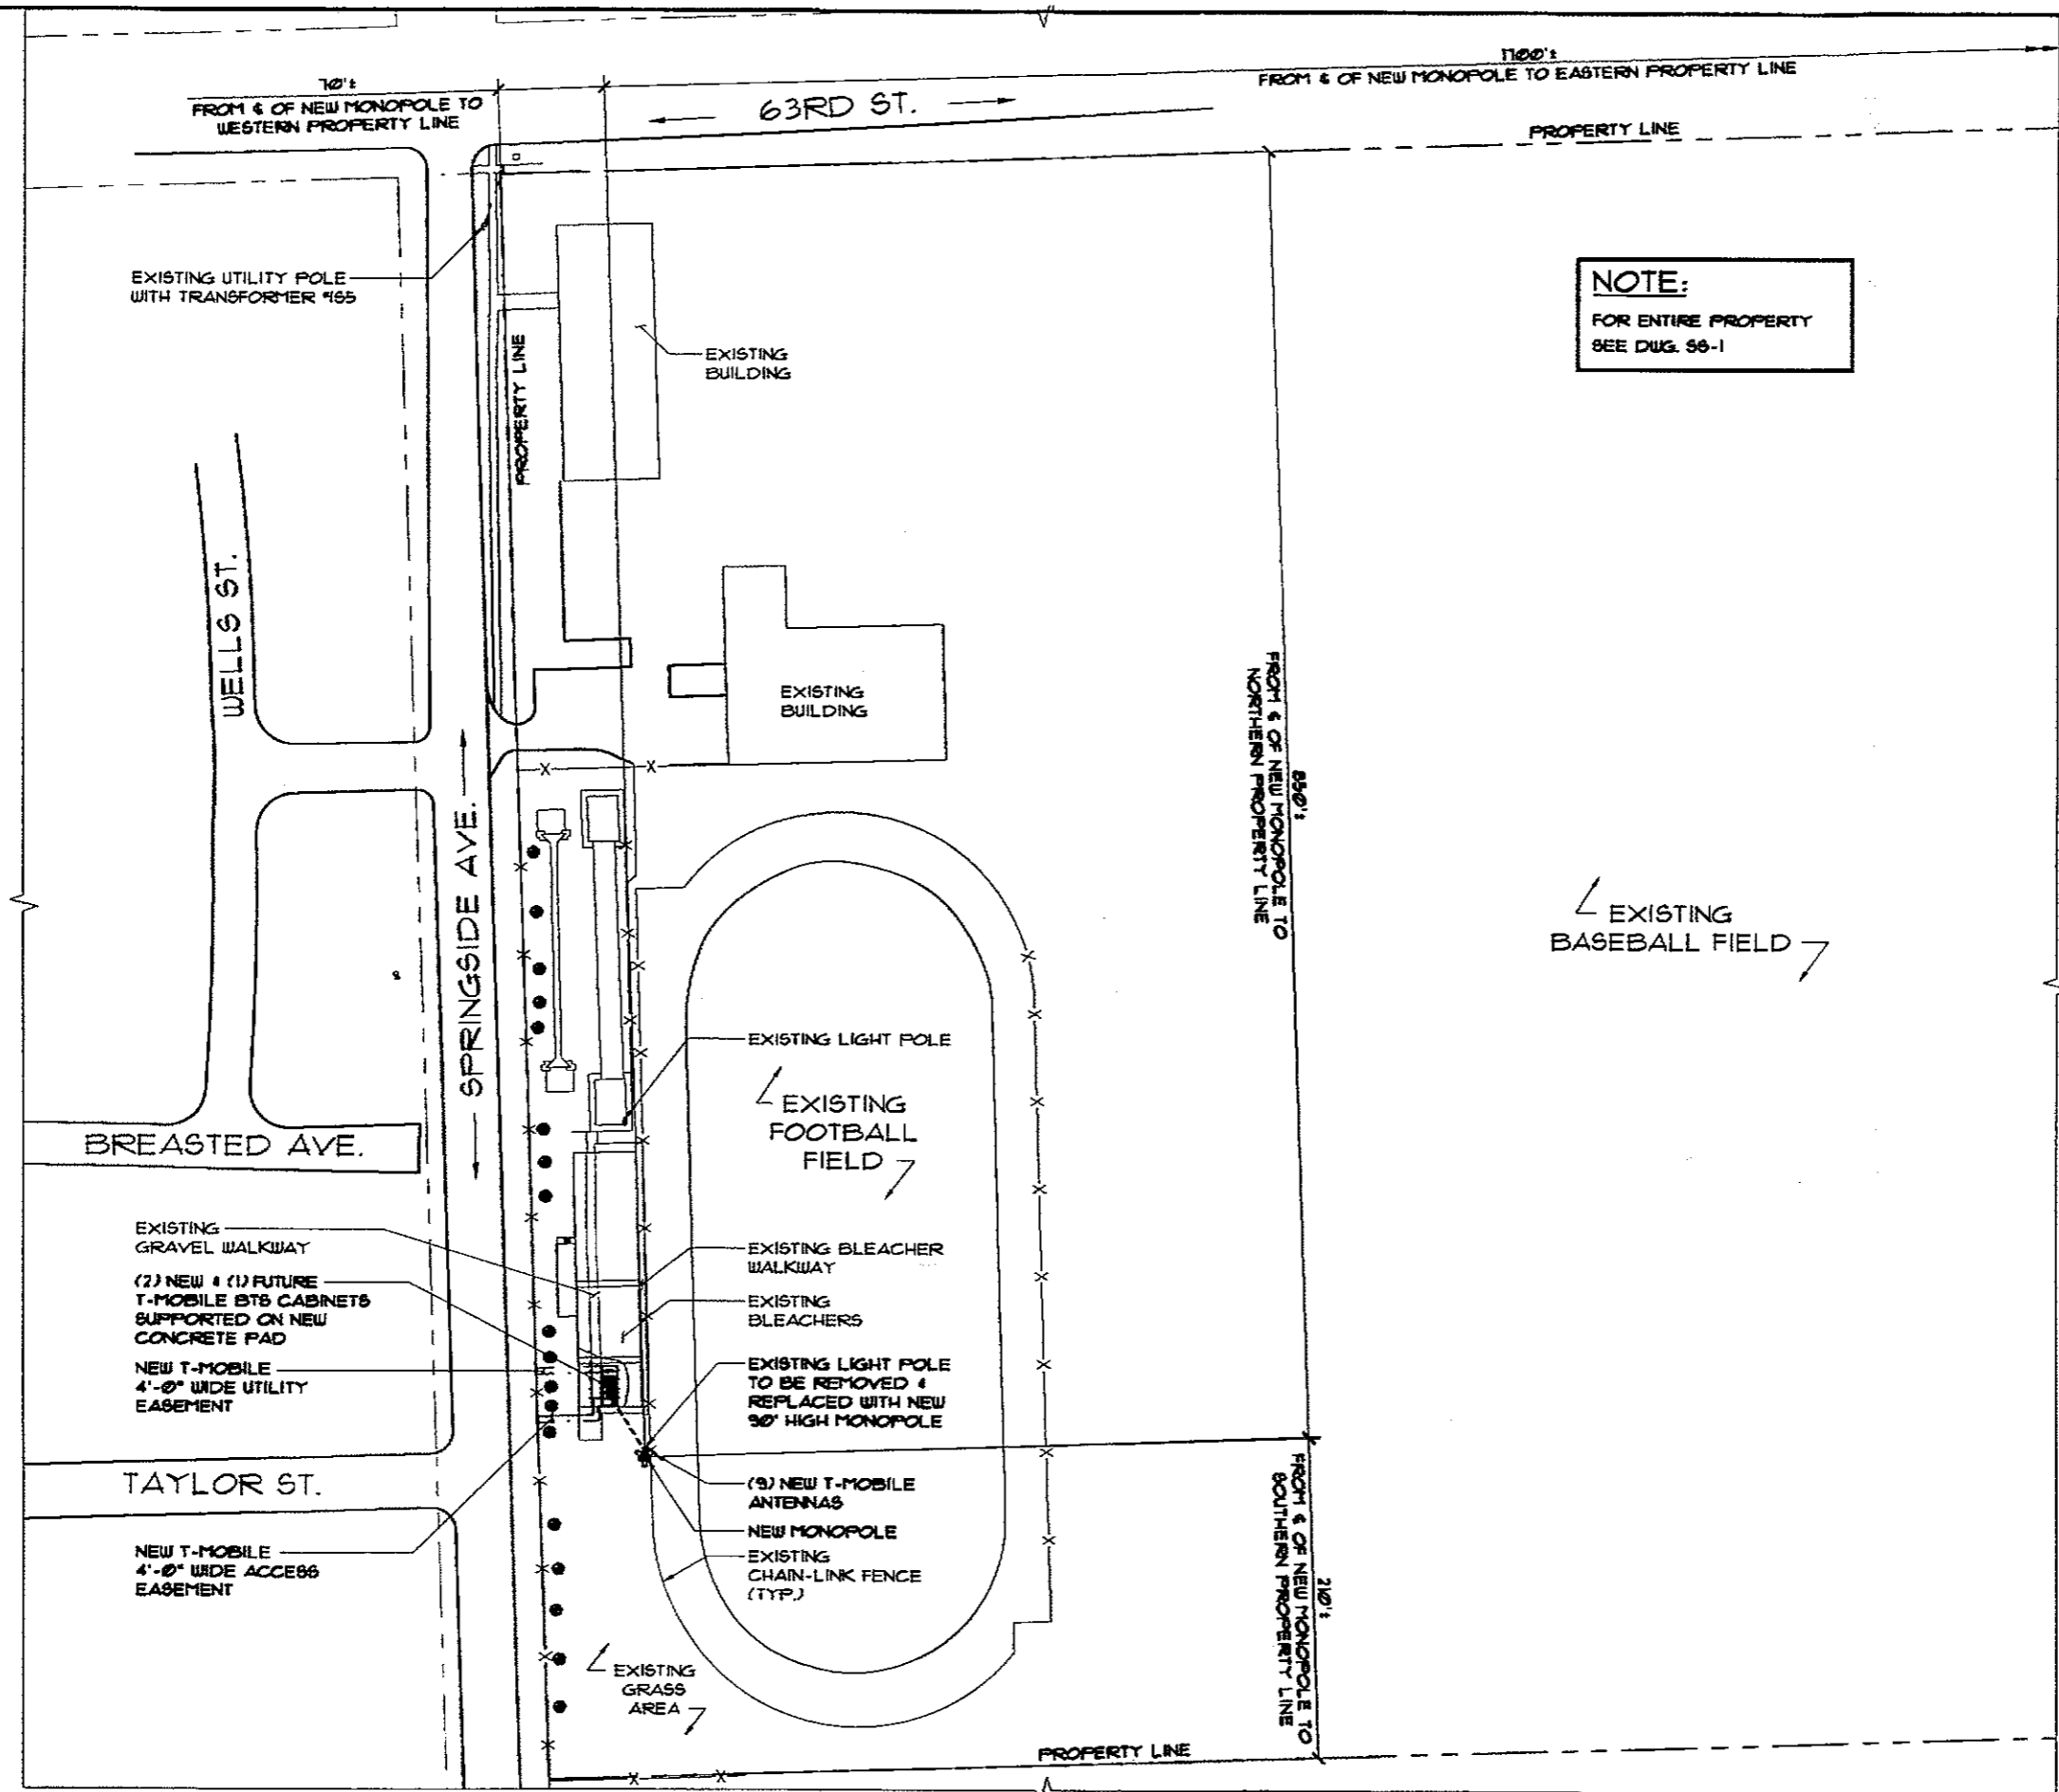 70'±
FROM ℄ OF NEW MONOPOLE TO
WESTERN PROPERTY LINE
1100'±
FROM ℄ OF NEW MONOPOLE TO EASTERN PROPERTY LINE
63RD ST.
PROPERTY LINE
EXISTING UTILITY POLE
WITH TRANSFORMER
PROPERTY LINE
EXISTING
BUILDING
NOTE:
FOR ENTIRE PROPERTY
SEE DWG. SS-1
WELLS ST.
EXISTING
BUILDING
850'±
FROM ℄ OF NEW MONOPOLE TO
NORTHERN PROPERTY LINE
SPRINGSIDE AVE.
EXISTING
BASEBALL FIELD
EXISTING LIGHT POLE
EXISTING
FOOTBALL
FIELD
BREASTED AVE.
EXISTING
GRAVEL WALKWAY
(2) NEW & (1) FUTURE
T-MOBILE BTS CABINETS
SUPPORTED ON NEW
CONCRETE PAD
NEW T-MOBILE
4'-0" WIDE UTILITY
EASEMENT
EXISTING BLEACHER
WALKWAY
EXISTING
BLEACHERS
EXISTING LIGHT POLE
TO BE REMOVED &
REPLACED WITH NEW
90' HIGH MONOPOLE
TAYLOR ST.
(9) NEW T-MOBILE
ANTENNAS
NEW MONOPOLE
EXISTING
CHAIN-LINK FENCE
(TYP.)
NEW T-MOBILE
4'-0" WIDE ACCESS
EASEMENT
210'±
FROM ℄ OF NEW MONOPOLE TO
SOUTHERN PROPERTY LINE
EXISTING
GRASS
AREA
PROPERTY LINE